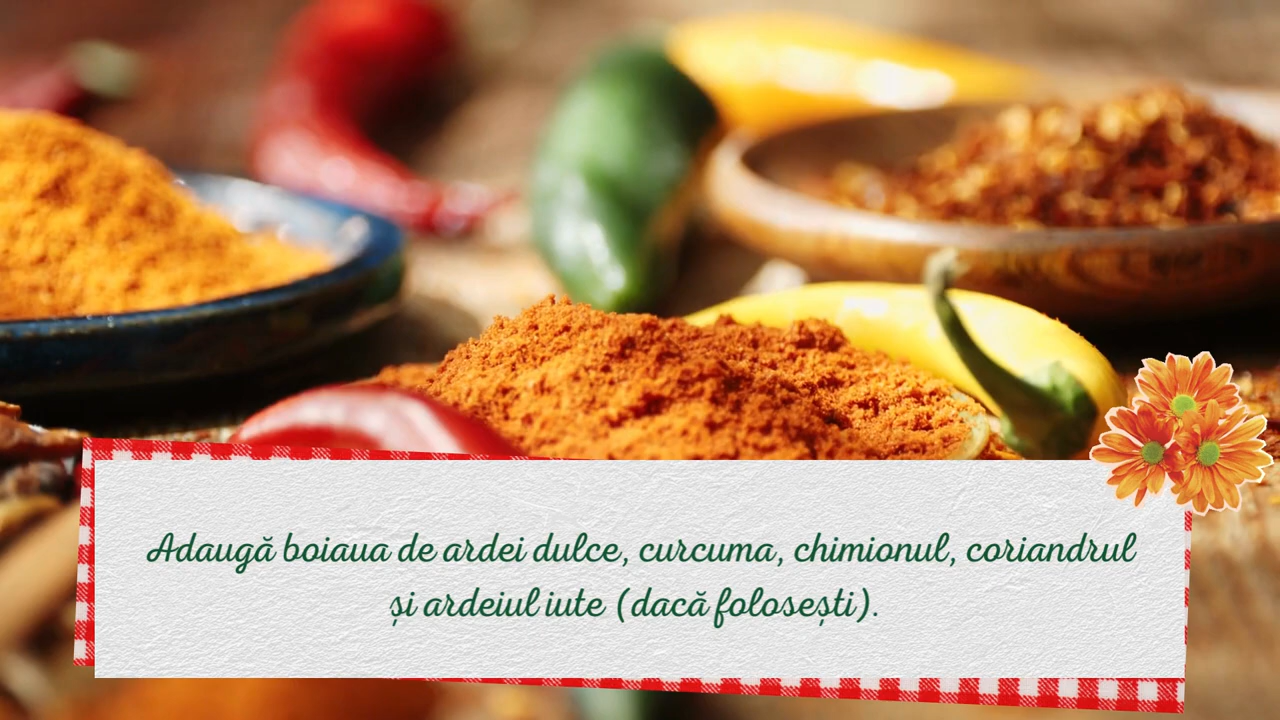 Adaugă boiaua de ardei dulce, curcuma, chimionul, coriandrul
și ardeiul iute (dacă folosești).